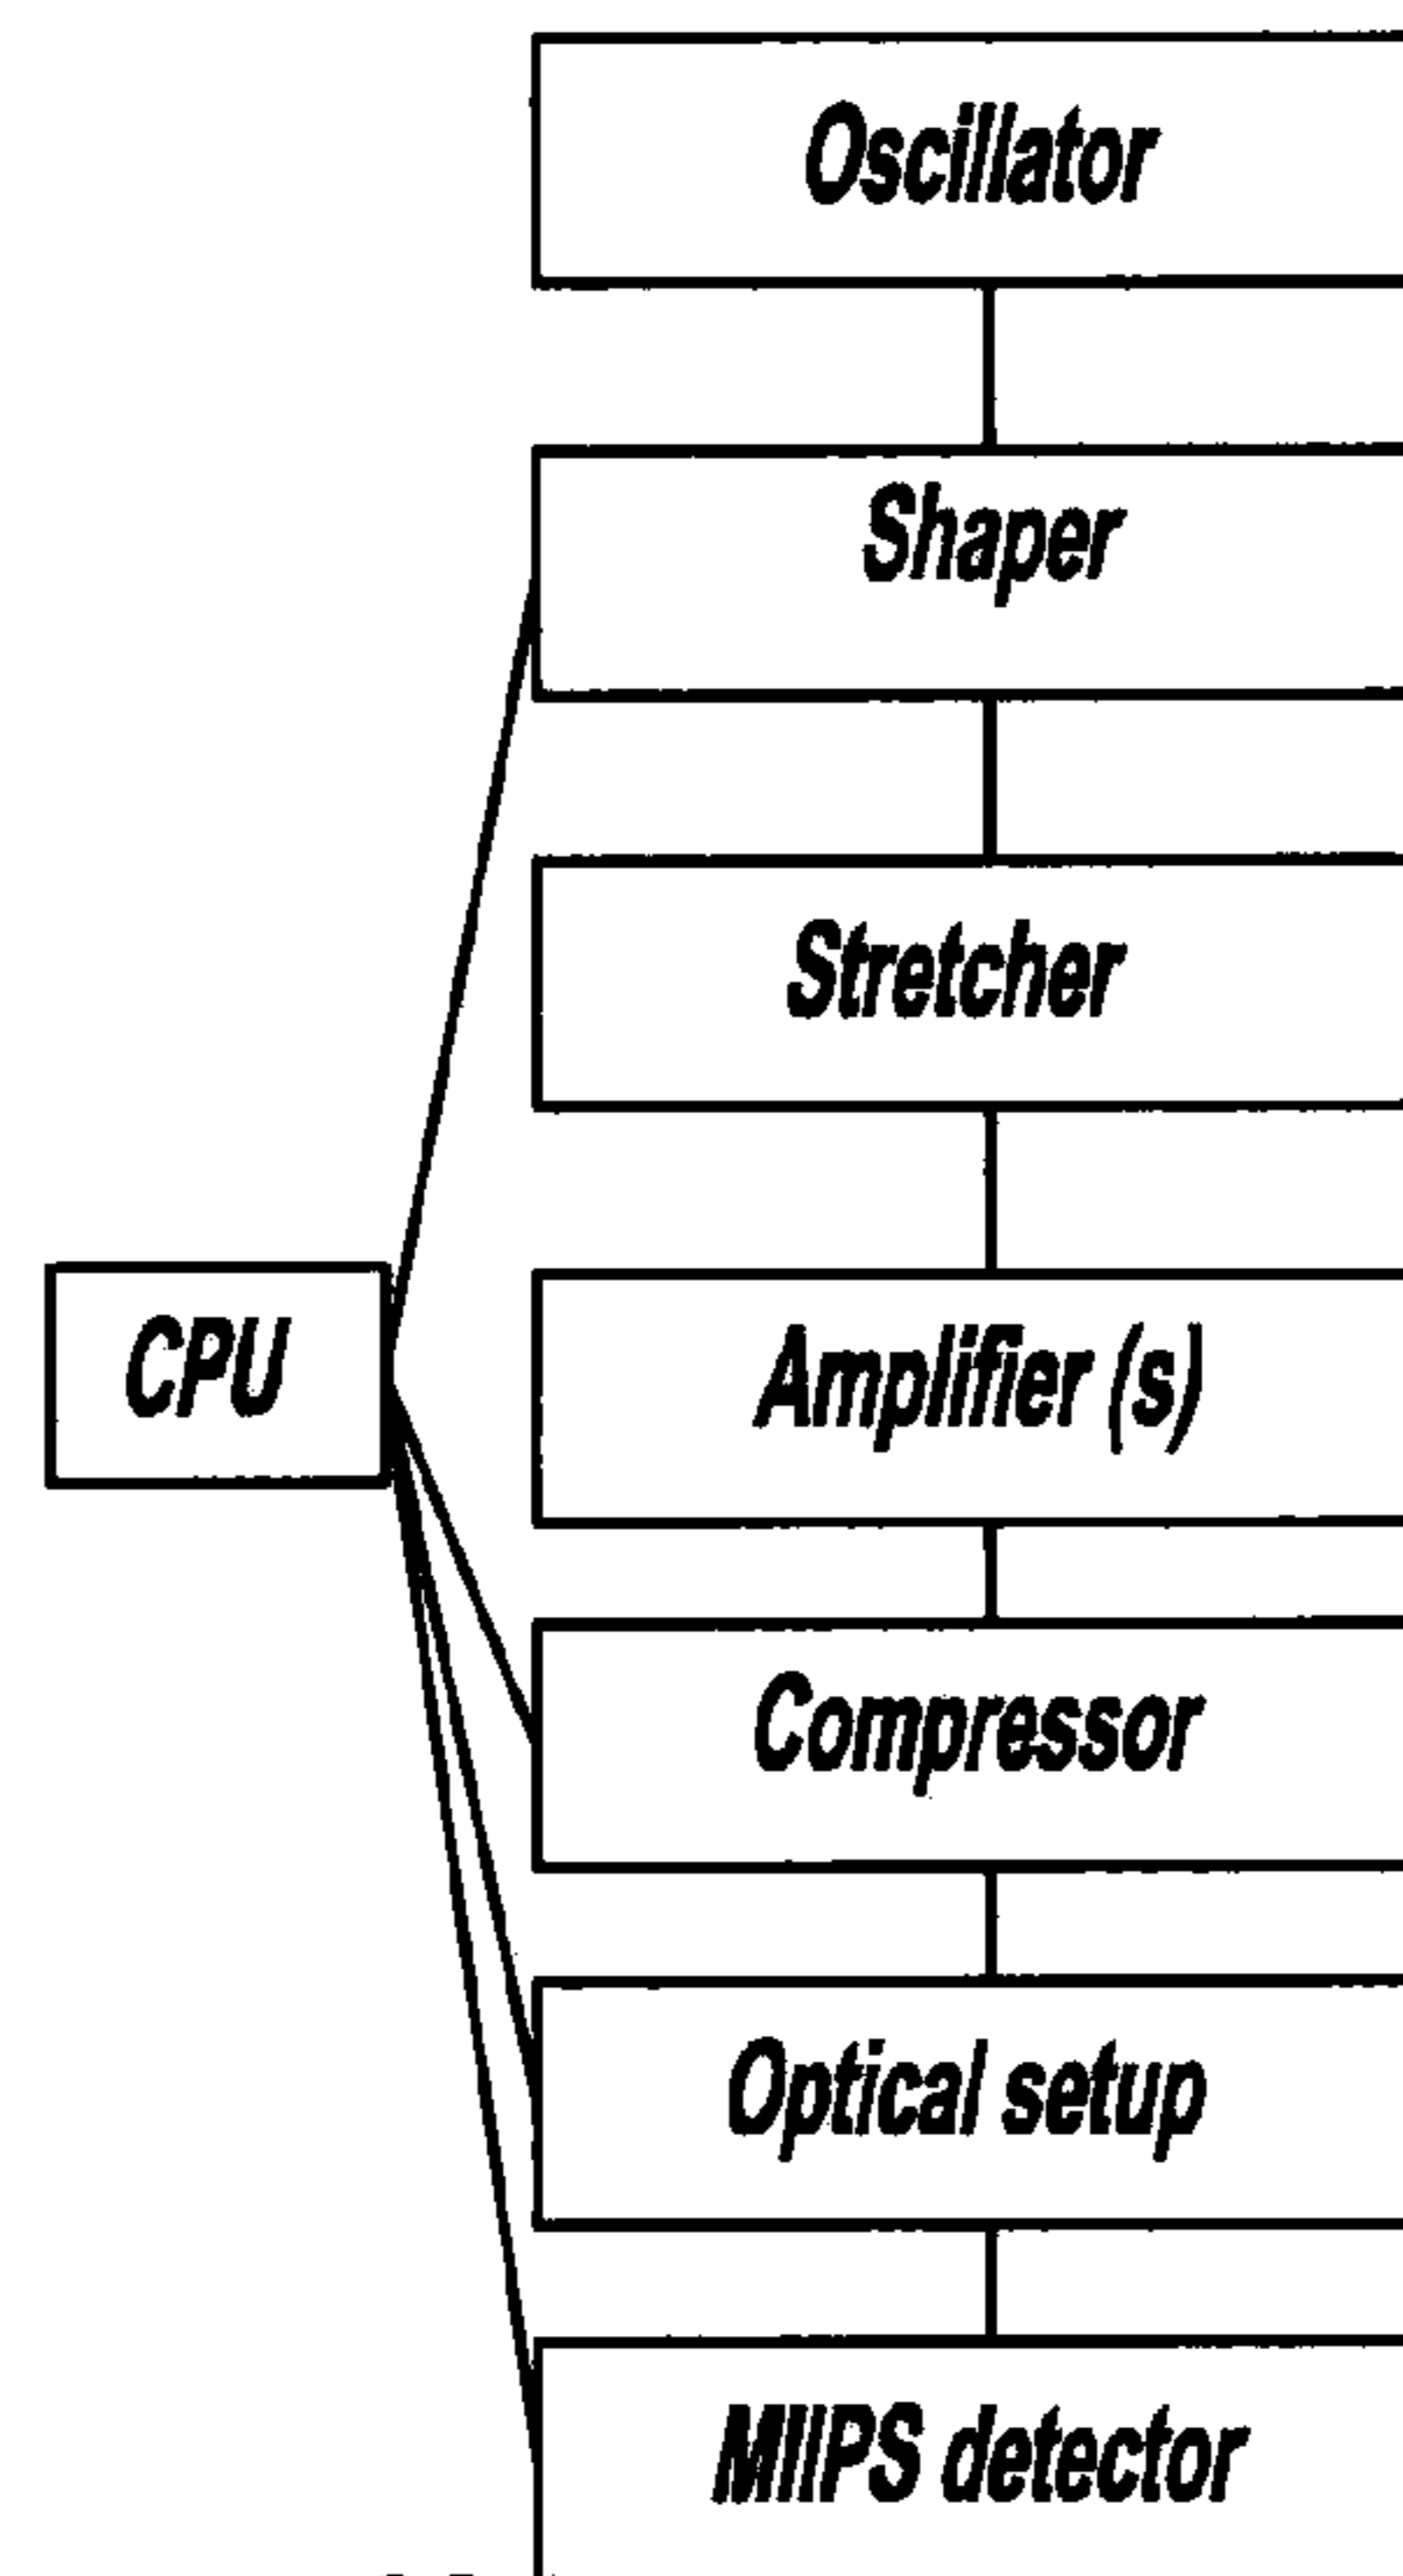 Oscillator
Shaper
Stretcher
CPU
Amplifier (s)
Compressor
Optical setup
MIIPS detector